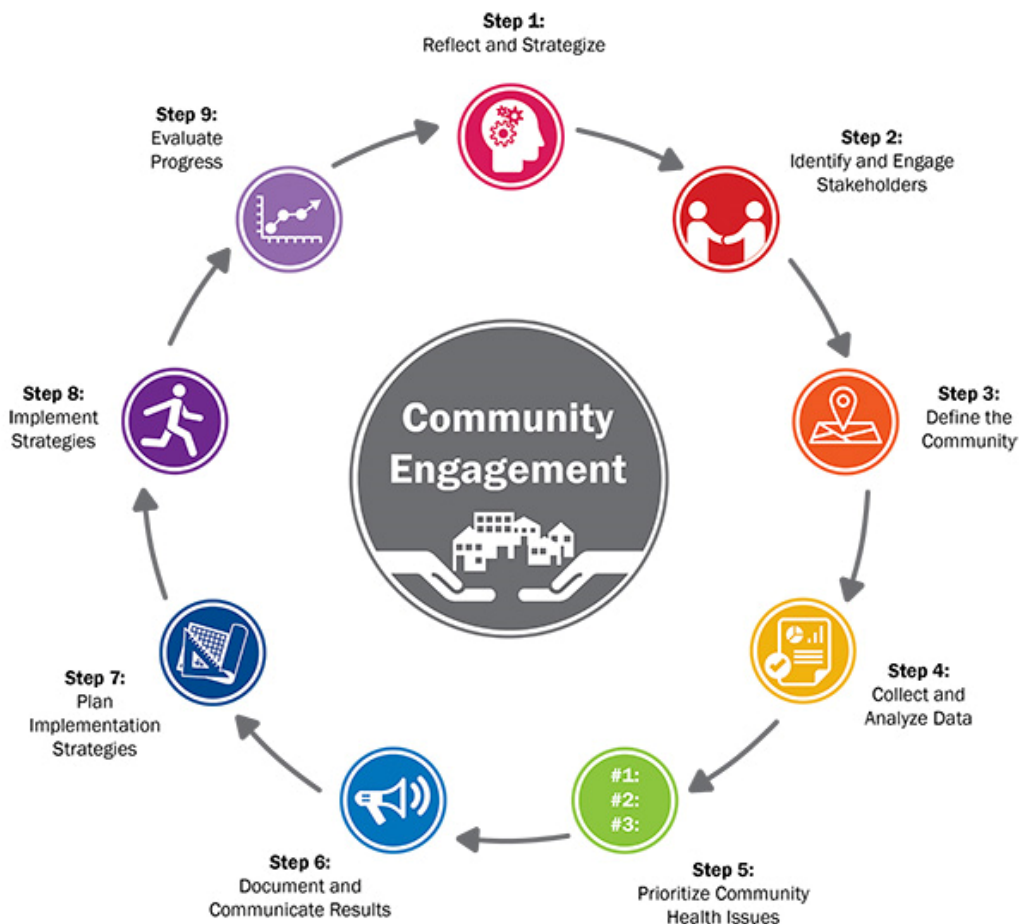 Step 1:
Reflect and Strategize
Step 2:
Identify and Engage
Stakeholders
Step 3:
Define the
Community
Step 4:
Collect and
Analyze Data
Step 5:
Prioritize Community
Health Issues
#1:
#2:
#3:
Step 6:
Document and
Communicate Results
Step 7:
Plan
Implementation
Strategies
Step 8:
Implement
Strategies
Step 9:
Evaluate
Progress
Community
Engagement